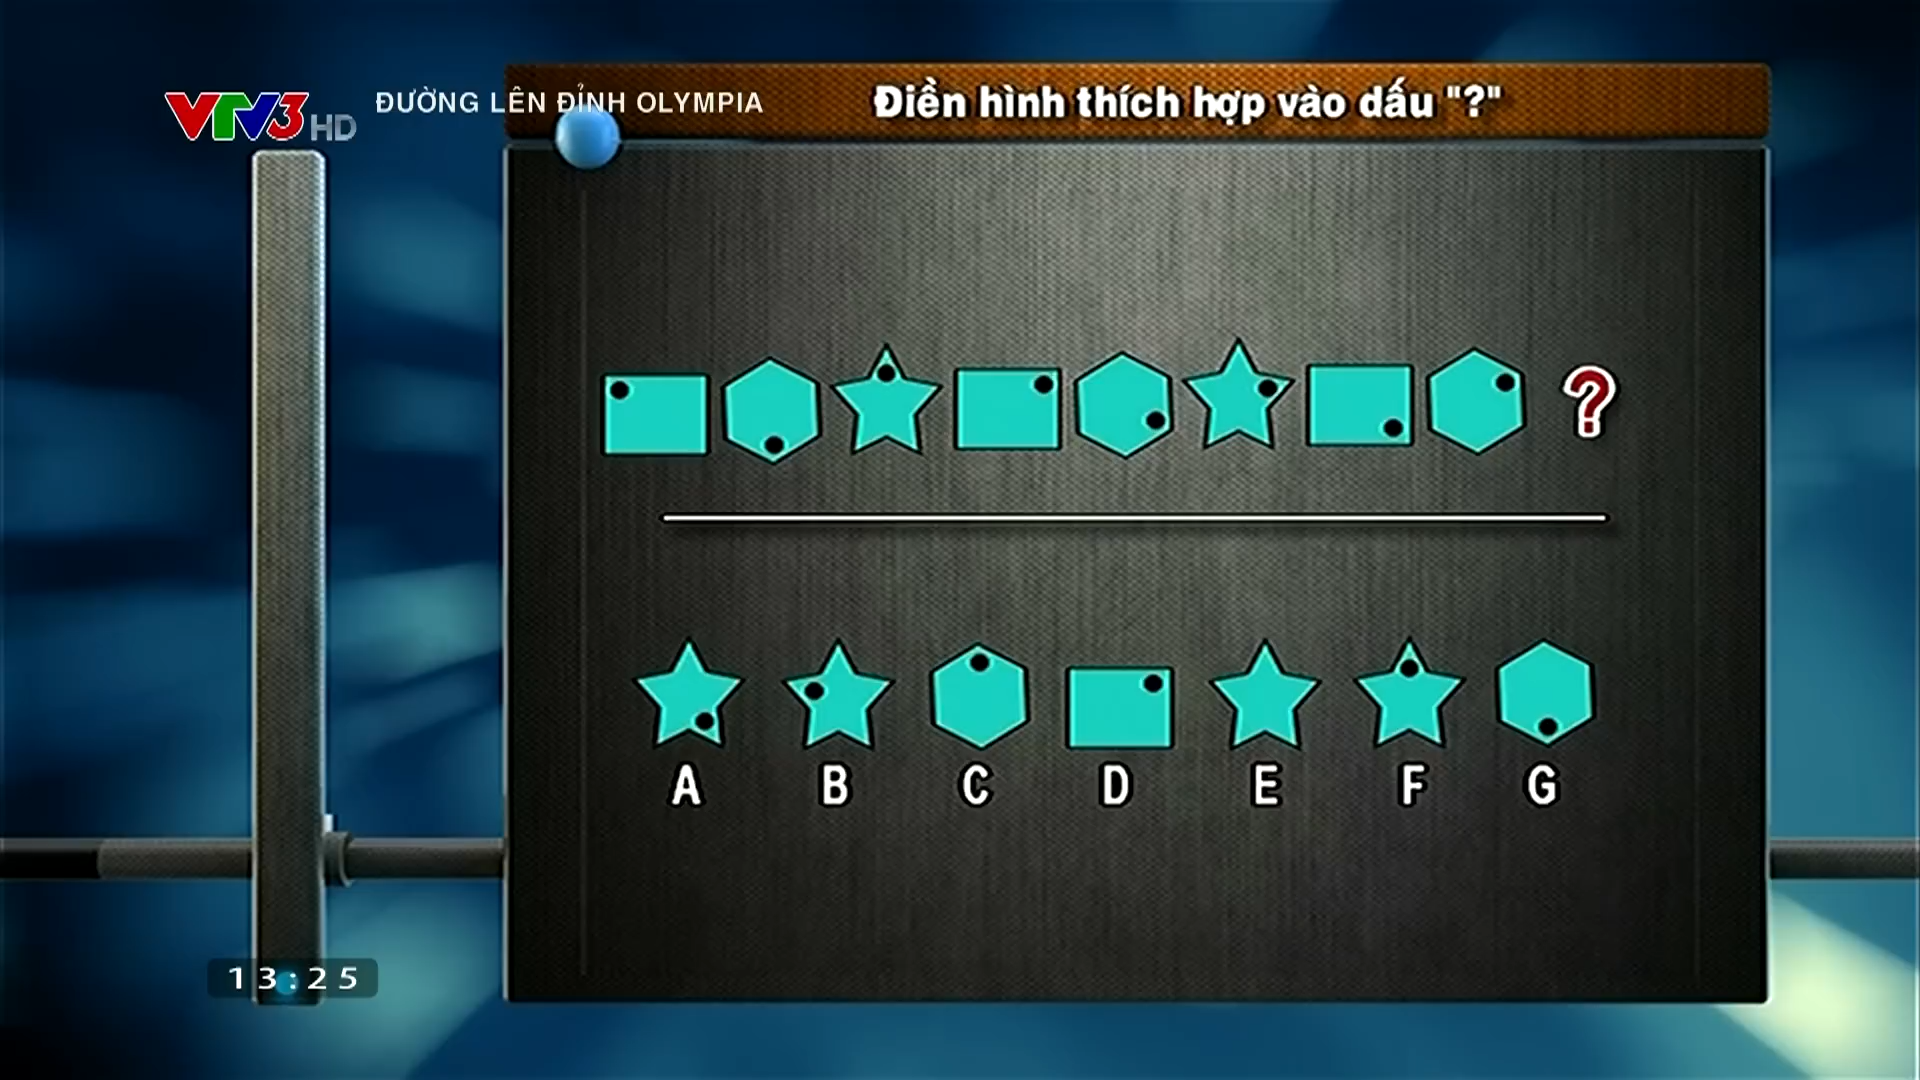 VTV3 HD
ĐƯỜNG LÊN ĐỈNH OLYMPIA
Điền hình thích hợp vào dấu "?"
?
A B C D E F G
13:25